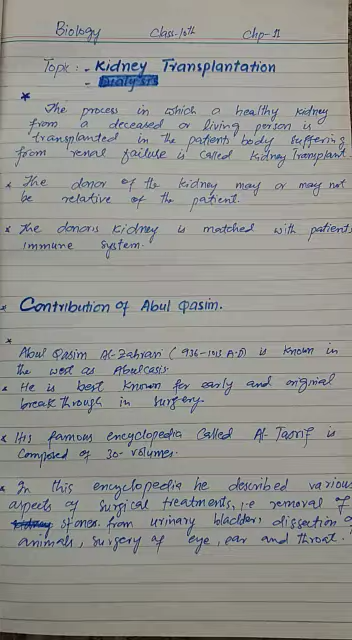 Biology Class-10th Chp-11
Topic:- Kidney Transplantation
- Dialysis
* The process in which a healthy kidney
from a deceased or living person is
transplanted in the patients body suffering
from renal failure is called Kidney Transplant
* The donor of the kidney may or may not
be relative of the patient.
* The donors kidney is matched with patients
immune system.
* Contribution of Abul Qasim.
*
Abul Qasim Al-Zahravi (936-1013 A.D) is known in
the west as Abulcasis.
* He is best known for early and original
break through in surgery.
* His famous encyclopedia called Al-Tasrif is
composed of 30-volumes.
* In this encyclopedia he described various
aspects of surgical treatments, i.e removal of
stones from urinary bladder, dissection of
animals, surgery of eye, ear and throat.